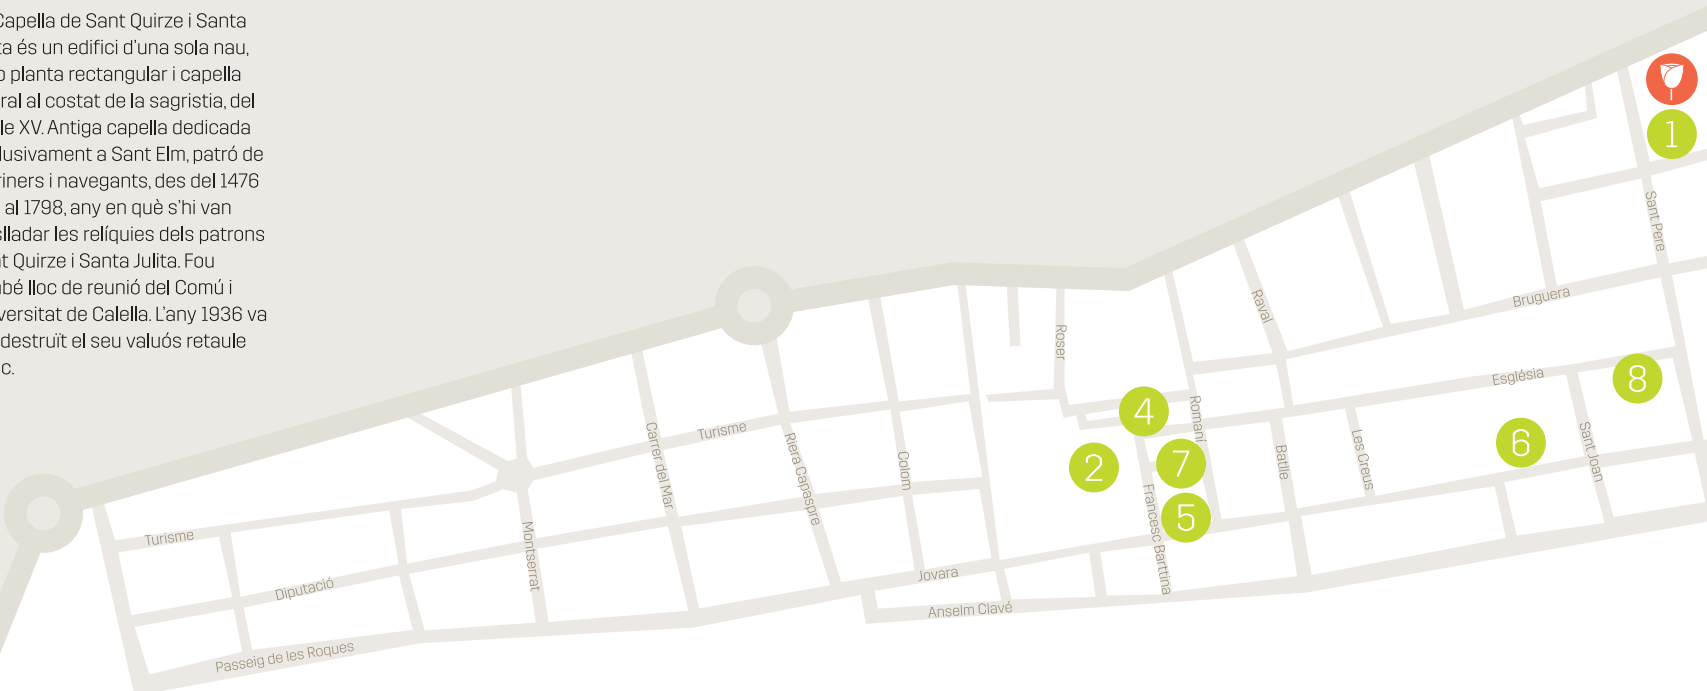 Capella de Sant Quirze i Santa
ta és un edifici d'una sola nau,
planta rectangular i capella
ral al costat de la sagristia, del
le XV. Antiga capella dedicada
lusivament a Sant Elm, patró de
riners i navegants, des del 1476
al 1798, any en què s'hi van
slladar les relíquies dels patrons
t Quirze i Santa Julita. Fou
bé lloc de reunió del Comú i
versitat de Calella. L'any 1936 va
destruït el seu valuós retaule
c.
1
Sant Pere
Raval
Bruguera
Roser
Església
8
4
Romaní
Turisme
Carrer del Mar
Riera Capaspre
Colom
2
7
Batlle
Les Creus
6
Sant Joan
Francesc Barttina
5
Turisme
Montserrat
Diputació
Jovara
Anselm Clavé
Passeig de les Roques